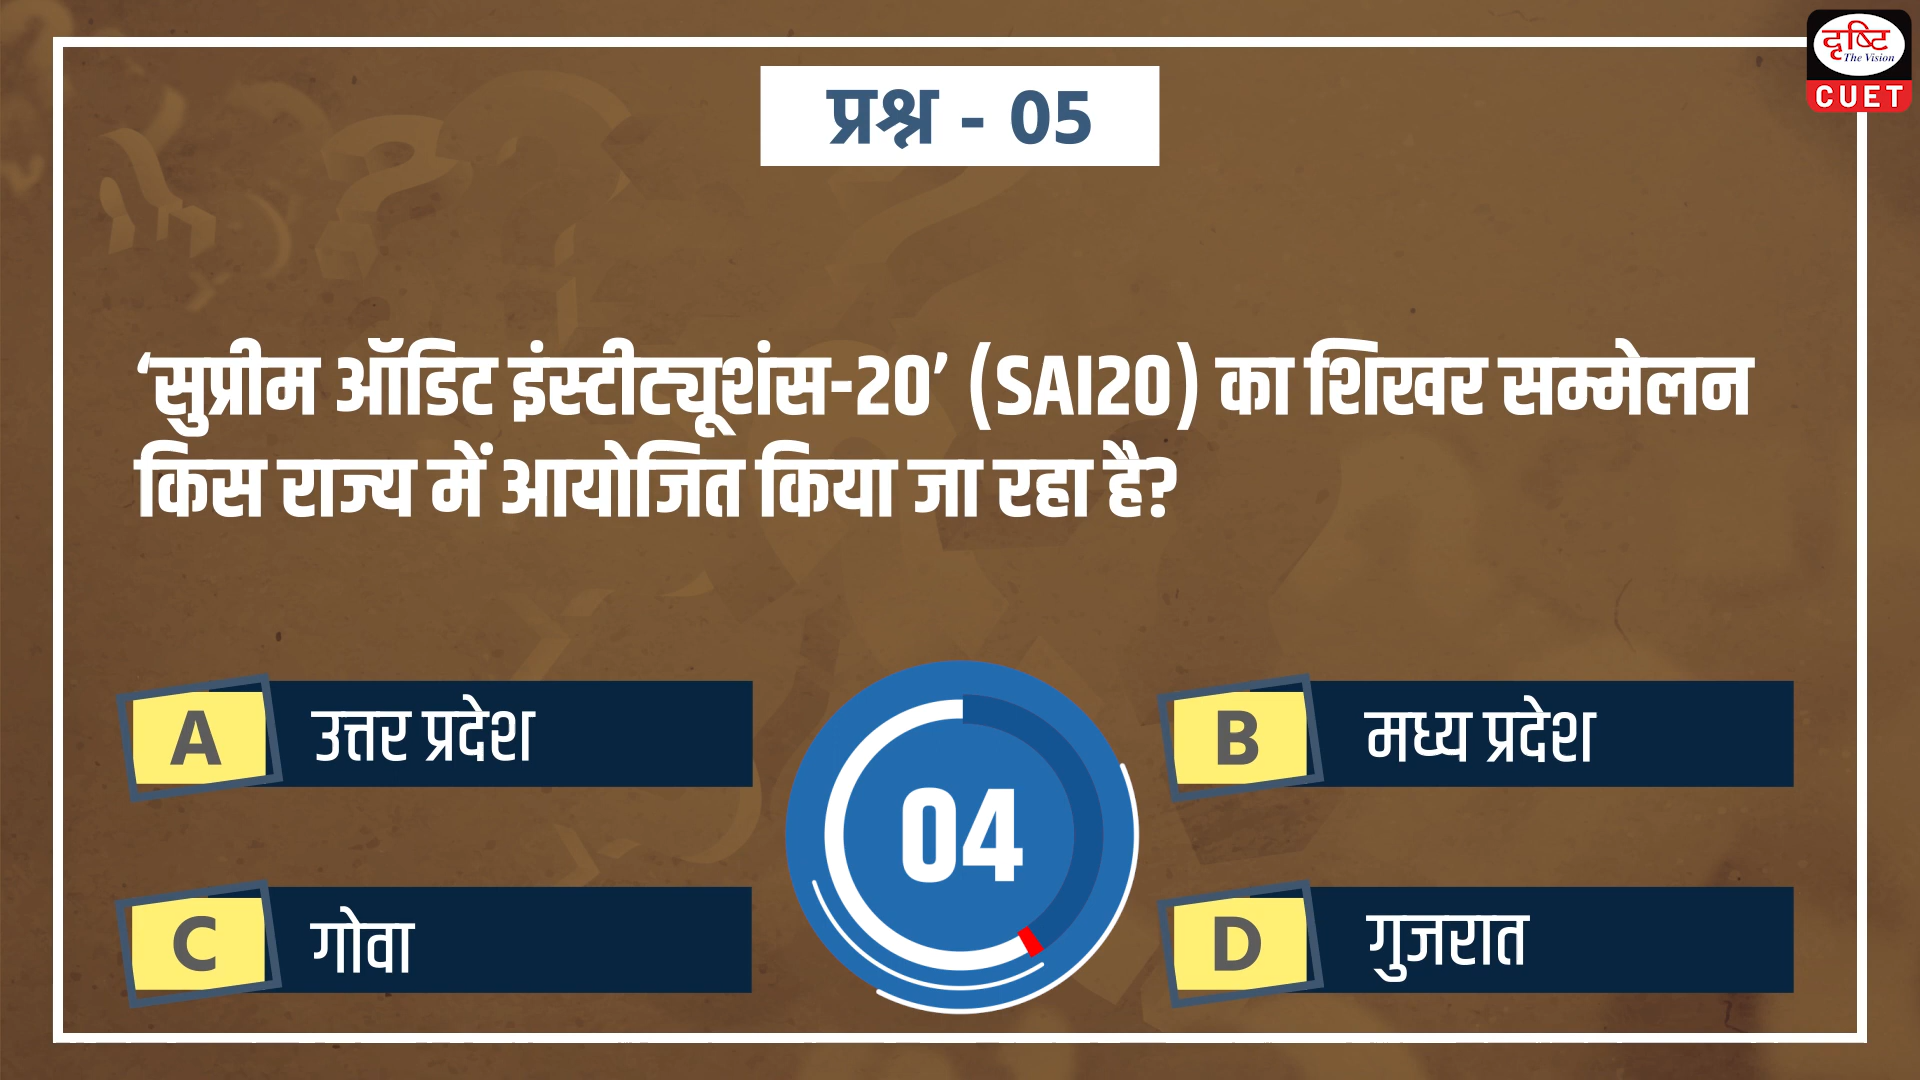 दृष्टि
The Vision
CUET
प्रश्न - 05
‘सुप्रीम ऑडिट इंस्टीट्यूशंस-20’ (SAI20) का शिखर सम्मेलन
किस राज्य में आयोजित किया जा रहा है?
A उत्तर प्रदेश
B मध्य प्रदेश
04
C गोवा
D गुजरात